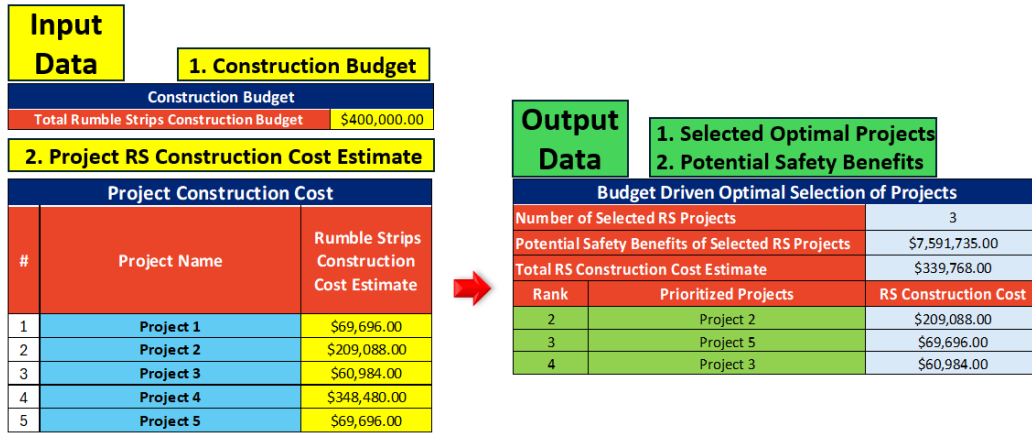 Input
Data
1. Construction Budget
Construction Budget
Total Rumble Strips Construction Budget $400,000.00
2. Project RS Construction Cost Estimate
Project Construction Cost
# Project Name Rumble Strips
Construction
Cost Estimate
1 Project 1 $69,696.00
2 Project 2 $209,088.00
3 Project 3 $60,984.00
4 Project 4 $348,480.00
5 Project 5 $69,696.00
Output
Data
1. Selected Optimal Projects
2. Potential Safety Benefits
Budget Driven Optimal Selection of Projects
Number of Selected RS Projects 3
Potential Safety Benefits of Selected RS Projects $7,591,735.00
Total RS Construction Cost Estimate $339,768.00
Rank Prioritized Projects RS Construction Cost
2 Project 2 $209,088.00
3 Project 5 $69,696.00
4 Project 3 $60,984.00